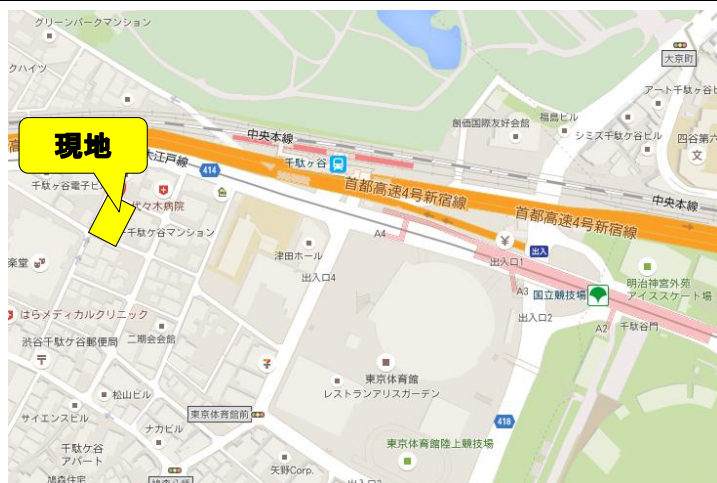 グリーンパークマンション
大京町
クハイツ
アート千駄ヶ谷ビ
中央本線
創価国際友好会館
福島ビル
シミズ千駄ケ谷ビル
四谷第六
現地
木江戸線
414
千駄ヶ谷
首都高速4号新宿線
中央本線
千駄ケ谷電子ビ
代々木病院
首都高速4号新宿線
千駄ケ谷マンション
A4
津田ホール
出入
楽堂
出入口4
出入口1
明治神宮外苑
アイススケート場
A3
国立競技場
はらメディカルクリニック
出入口2
A2
千駄谷門
渋谷千駄ケ谷郵便局
二期会会館
東京体育館
レストランアリスガーデン
松山ビル
サイエンスビル
東京体育館前
418
ナカビル
千駄ケ谷
アパート
東京体育館陸上競技場
矢野Corp.
鳩森住宅